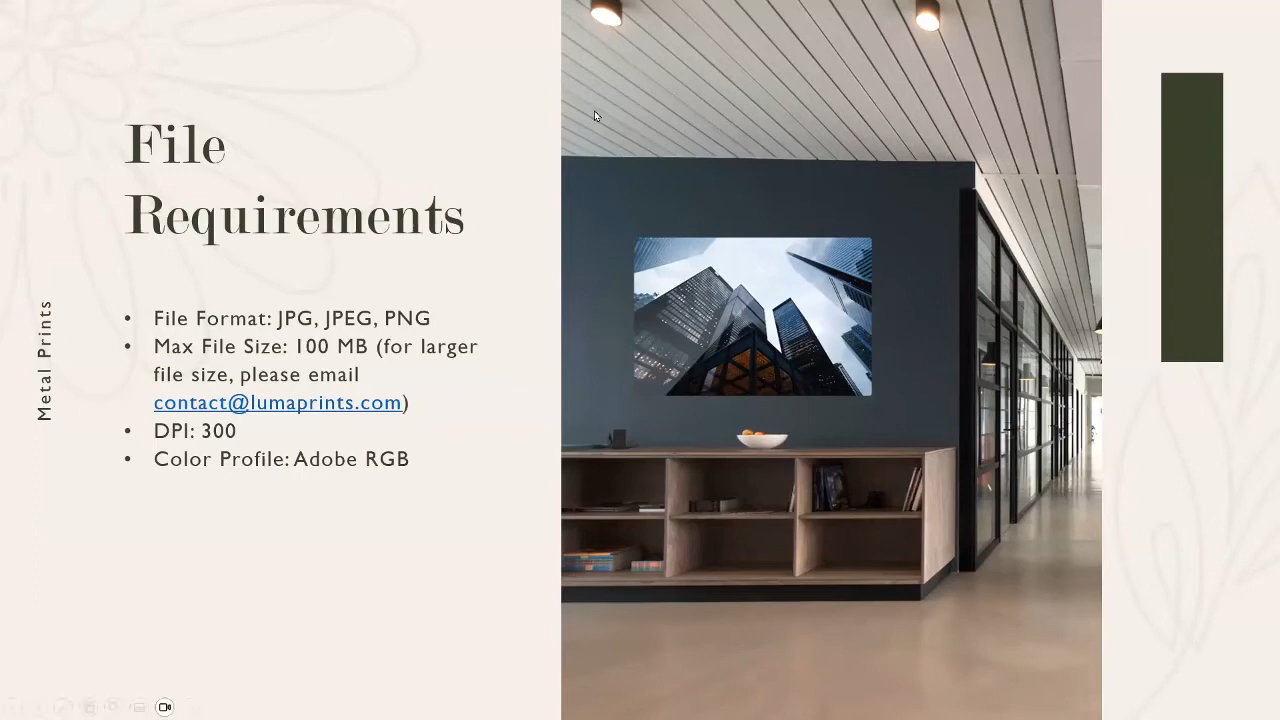 File
Requirements
Metal Prints
• File Format: JPG, JPEG, PNG
• Max File Size: 100 MB (for larger
file size, please email
contact@lumaprints.com)
• DPI: 300
• Color Profile: Adobe RGB